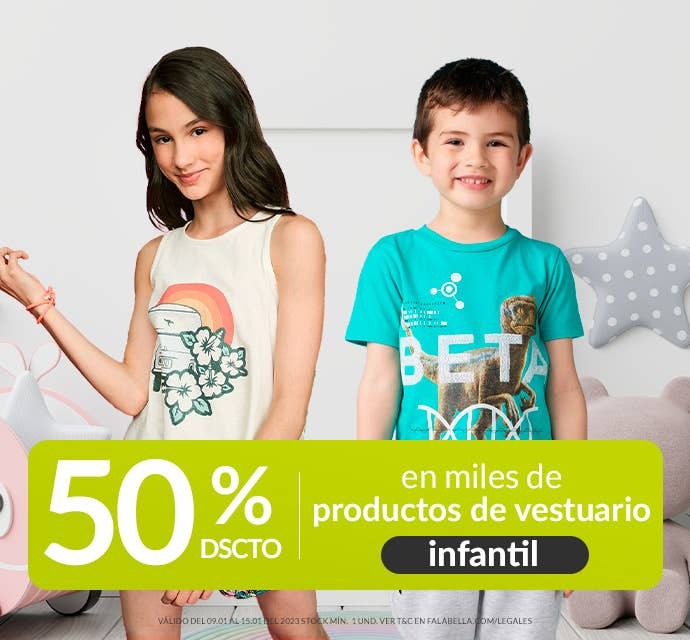 BETA
50%
DSCTO
en miles de
productos de vestuario
infantil
VÁLIDO DEL 09.01 AL 15.01 DEL 2023 STOCK MÍN. 1 UND. VER T&C EN FALABELLA.COM/LEGALES